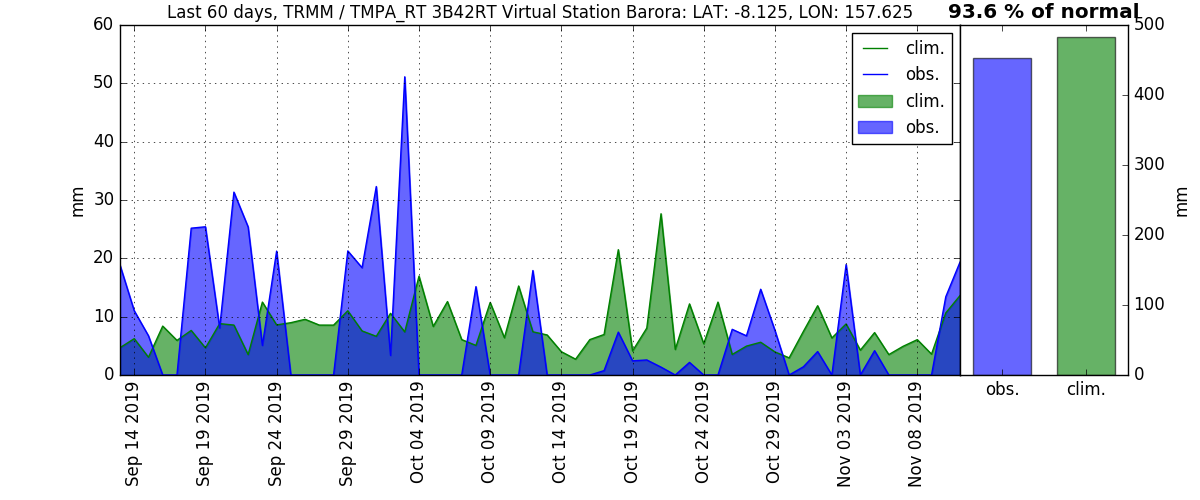 Last 60 days, TRMM / TMPA_RT 3B42RT Virtual Station Barora: LAT: -8.125, LON: 157.625
93.6 % of normal
60
50
40
30
20
10
0
mm
clim.
obs.
clim.
obs.
Sep 14 2019
Sep 19 2019
Sep 24 2019
Sep 29 2019
Oct 04 2019
Oct 09 2019
Oct 14 2019
Oct 19 2019
Oct 24 2019
Oct 29 2019
Nov 03 2019
Nov 08 2019
500
400
300
200
100
0
mm
obs.
clim.